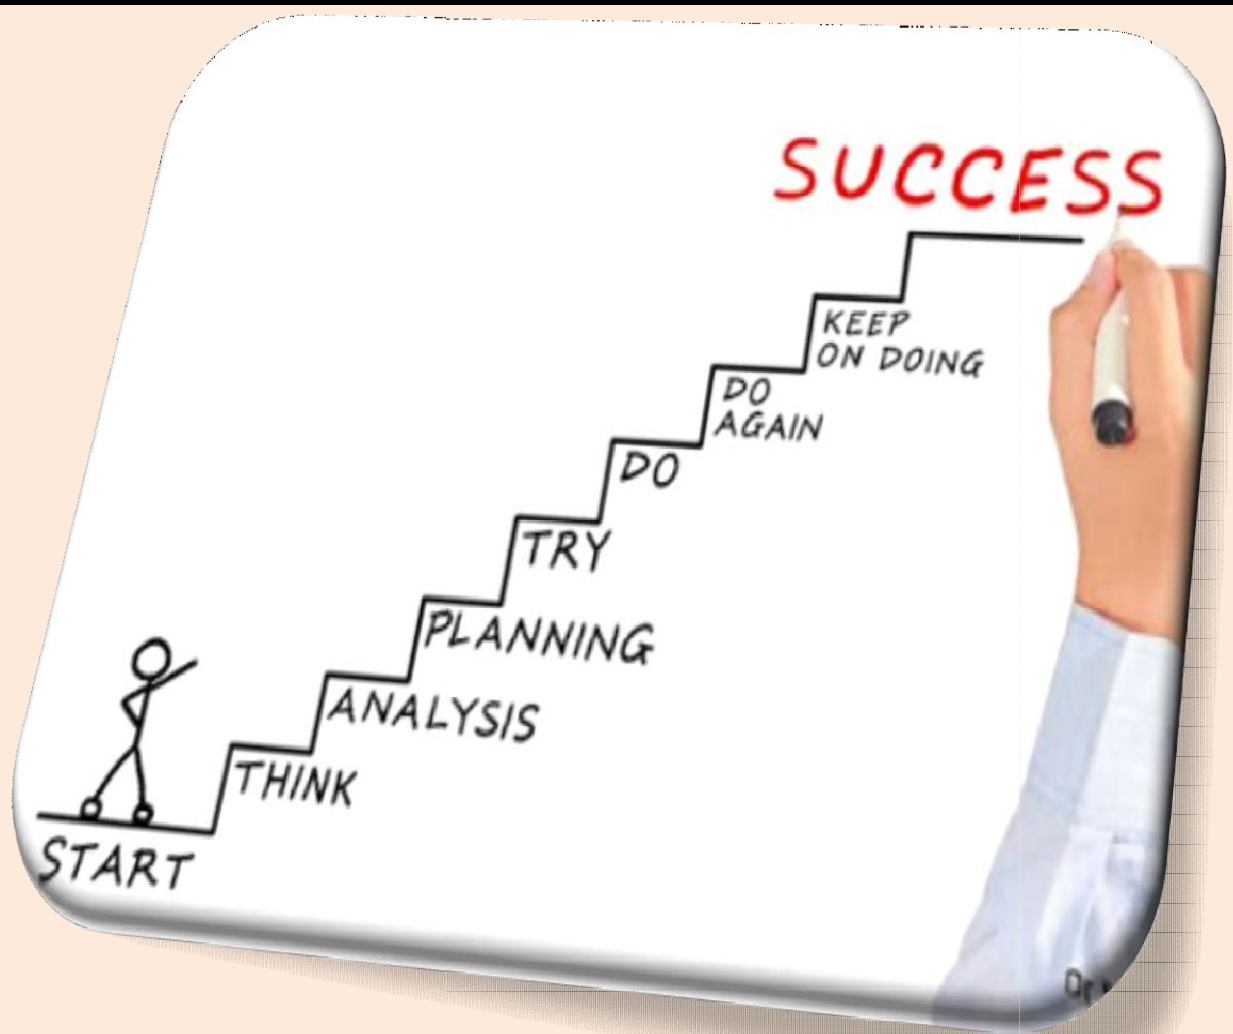 SUCCESS
KEEP
ON DOING
DO
AGAIN
DO
TRY
PLANNING
ANALYSIS
THINK
START